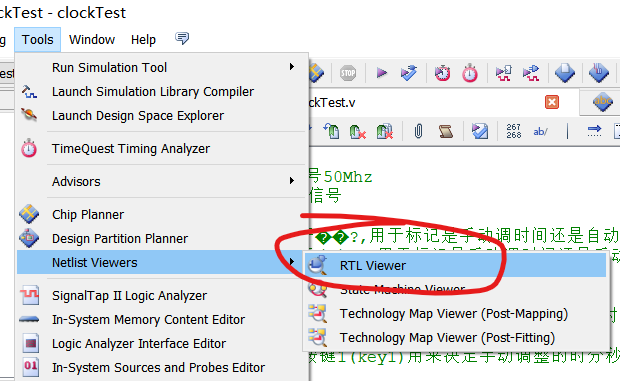 ckTest - clockTest
g Tools Window Help
Run Simulation Tool
Launch Simulation Library Compiler
Launch Design Space Explorer
TimeQuest Timing Analyzer
Advisors
Chip Planner
Design Partition Planner
Netlist Viewers
SignalTap II Logic Analyzer
In-System Memory Content Editor
Logic Analyzer Interface Editor
In-System Sources and Probes Editor
RTL Viewer
State Machine Viewer
Technology Map Viewer (Post-Mapping)
Technology Map Viewer (Post-Fitting)
ckTest.v
267
268
ab/
号50Mhz
信号
��?,用于标记是手动调时间还是自动
时
按键1(key1)用来决定手动调整的时分秒